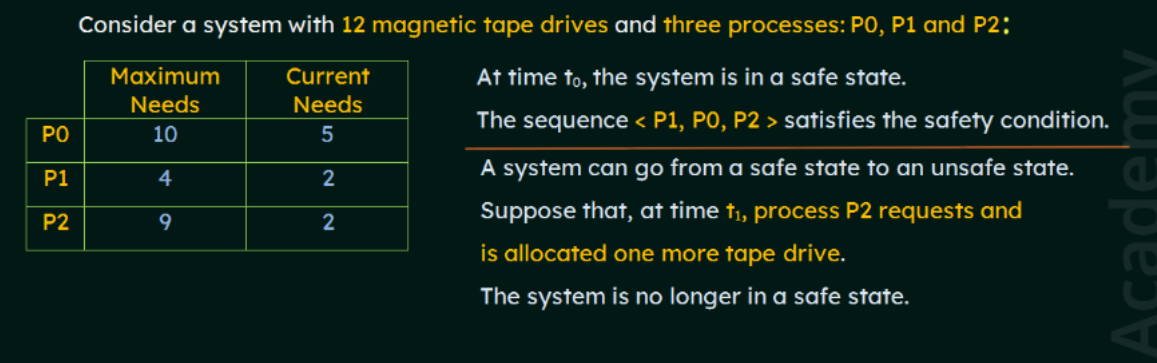 Consider a system with 12 magnetic tape drives and three processes: P0, P1 and P2:
Maximum Needs Current Needs
P0 10 5
P1 4 2
P2 9 2
At time t₀, the system is in a safe state.
The sequence < P1, P0, P2 > satisfies the safety condition.
A system can go from a safe state to an unsafe state.
Suppose that, at time t₁, process P2 requests and
is allocated one more tape drive.
The system is no longer in a safe state.
Academy